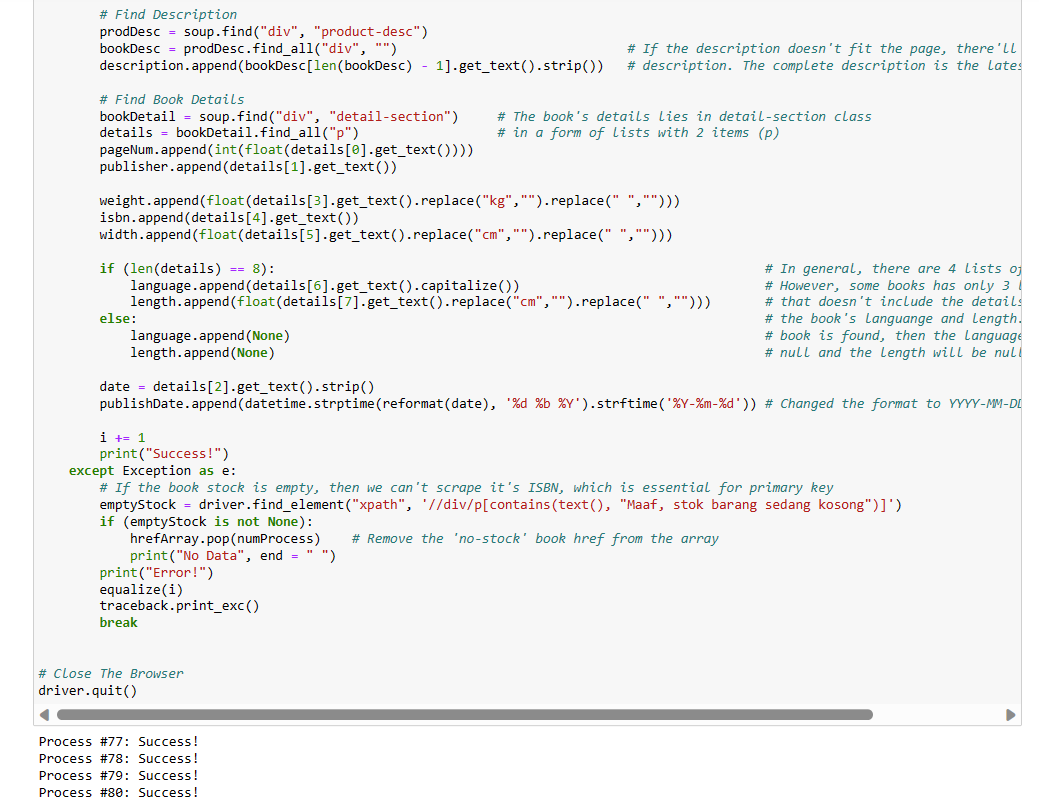 # Find Description
prodDesc = soup.find("div", "product-desc")
bookDesc = prodDesc.find_all("div", "") # If the description doesn't fit the page, there'll
description.append(bookDesc[len(bookDesc) - 1].get_text().strip()) # description. The complete description is the lates
# Find Book Details
bookDetail = soup.find("div", "detail-section") # The book's details lies in detail-section class
details = bookDetail.find_all("p") # in a form of lists with 2 items (p)
pageNum.append(int(float(details[0].get_text())))
publisher.append(details[1].get_text())
weight.append(float(details[3].get_text().replace("kg","").replace(" ","")))
isbn.append(details[4].get_text())
width.append(float(details[5].get_text().replace("cm","").replace(" ","")))
if (len(details) == 8): # In general, there are 4 lists of
language.append(details[6].get_text().capitalize()) # However, some books has only 3 l
length.append(float(details[7].get_text().replace("cm","").replace(" ",""))) # that doesn't include the details
else: # the book's languange and length.
language.append(None) # book is found, then the language
length.append(None) # null and the length will be null
date = details[2].get_text().strip()
publishDate.append(datetime.strptime(reformat(date), '%d %b %Y').strftime('%Y-%m-%d')) # Changed the format to YYYY-MM-DD
i += 1
print("Success!")
except Exception as e:
# If the book stock is empty, then we can't scrape it's ISBN, which is essential for primary key
emptyStock = driver.find_element("xpath", '//div/p[contains(text(), "Maaf, stok barang sedang kosong")]')
if (emptyStock is not None):
hrefArray.pop(numProcess) # Remove the 'no-stock' book href from the array
print("No Data", end = " ")
print("Error!")
equalize(i)
traceback.print_exc()
break
# Close The Browser
driver.quit()
Process #77: Success!
Process #78: Success!
Process #79: Success!
Process #80: Success!